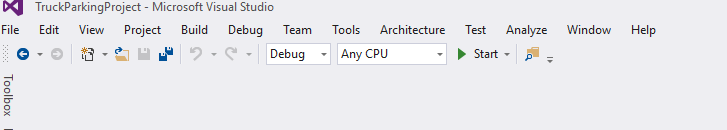 TruckParkingProject - Microsoft Visual Studio
File Edit View Project Build Debug Team Tools Architecture Test Analyze Window Help
Debug Any CPU Start
Toolbox